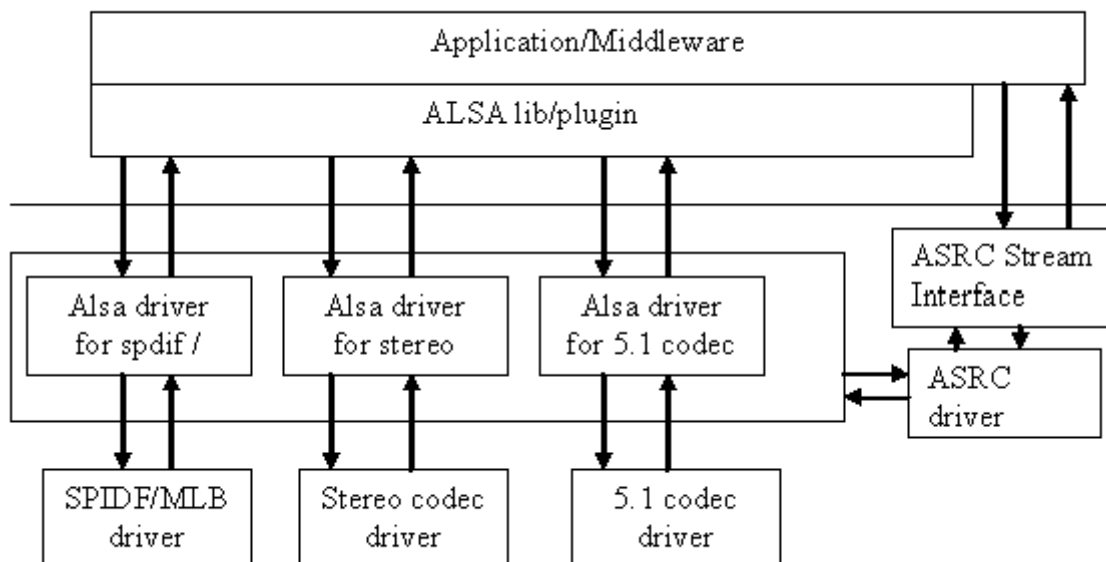 Application/Middleware
ALSA lib/plugin
ASRC Stream
Interface
Alsa driver
for spdif /
Alsa driver
for stereo
Alsa driver
for 5.1 codec
ASRC
driver
SPIDF/MLB
driver
Stereo codec
driver
5.1 codec
driver